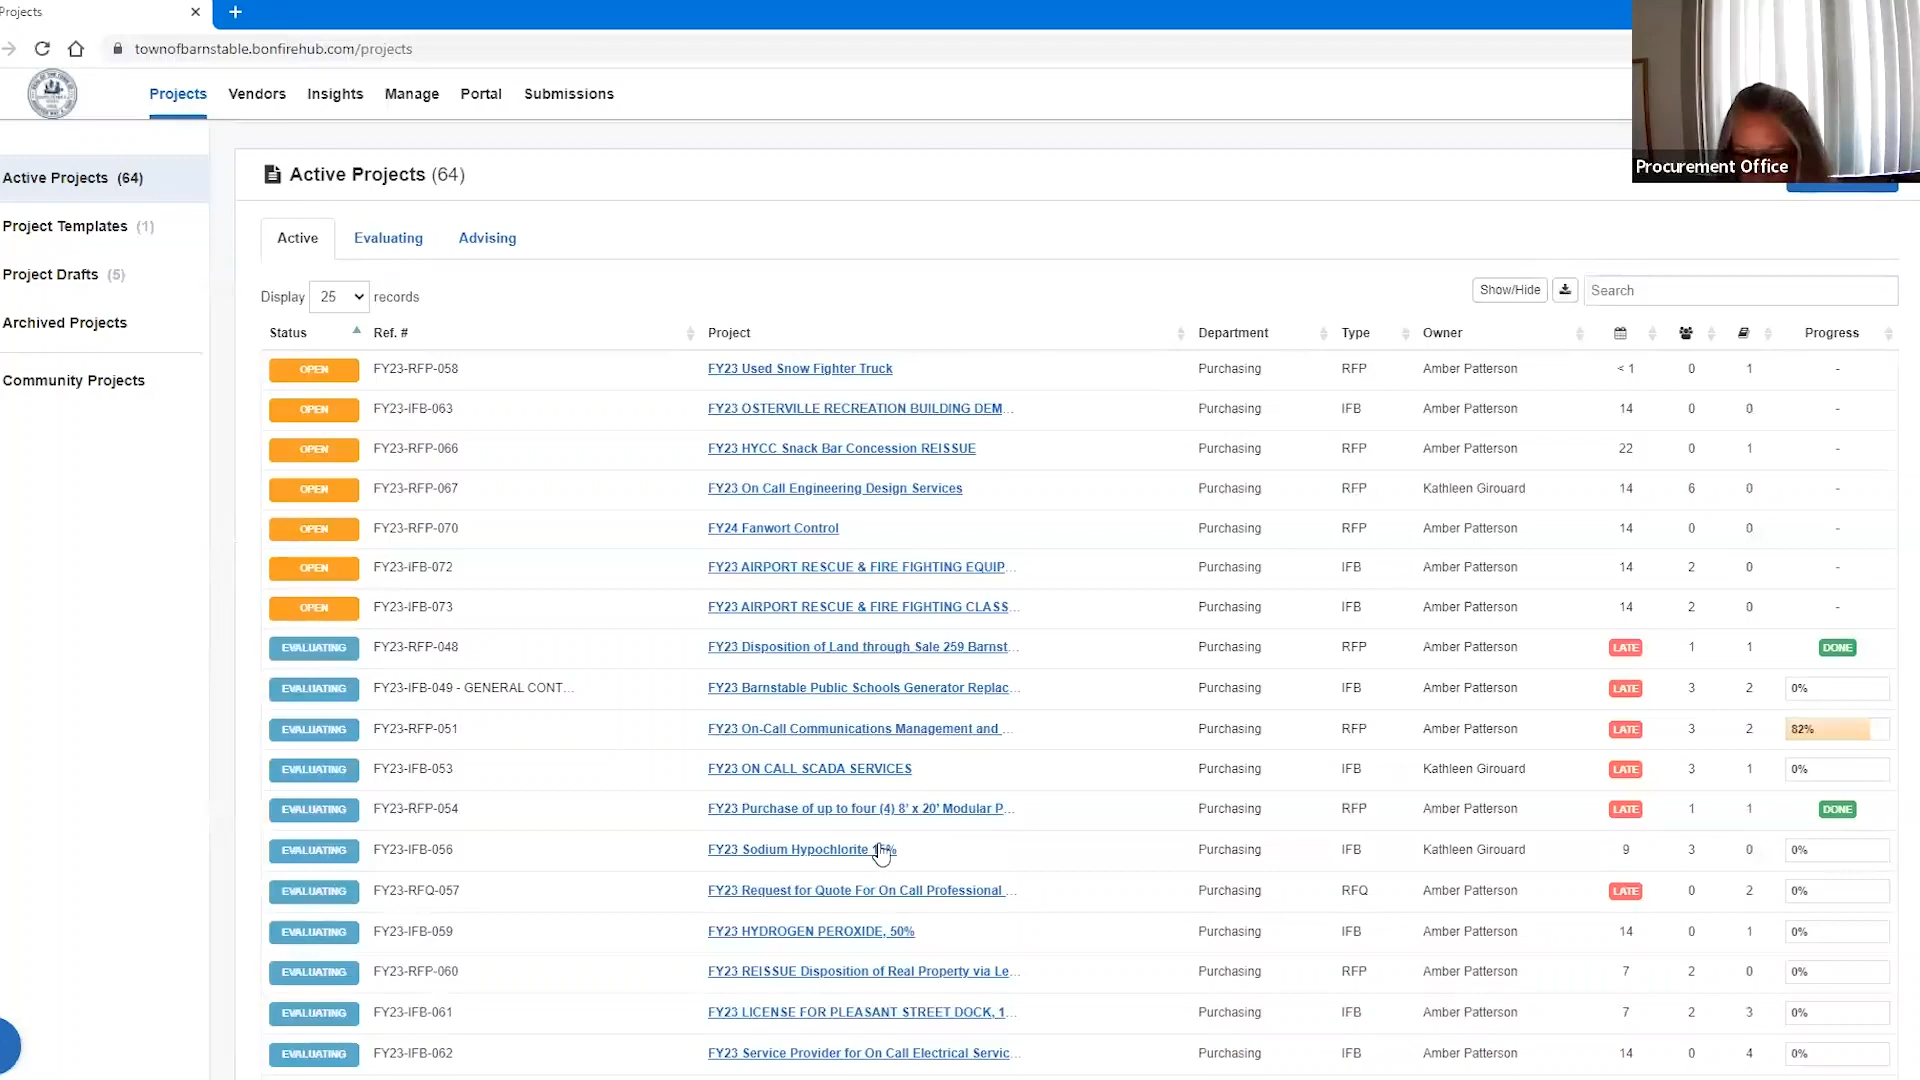 Projects
townofbarnstable.bonfirehub.com/projects
Projects Vendors Insights Manage Portal Submissions
Procurement Office
Active Projects (64)
Project Templates (1)
Project Drafts (5)
Archived Projects
Community Projects
Active Projects (64)
Active Evaluating Advising
Display 25 records Show/Hide Search
Status Ref. # Project Department Type Owner Progress
OPEN FY23-RFP-058 FY23 Used Snow Fighter Truck Purchasing RFP Amber Patterson < 1 0 1 -
OPEN FY23-IFB-063 FY23 OSTERVILLE RECREATION BUILDING DEM... Purchasing IFB Amber Patterson 14 0 0 -
OPEN FY23-RFP-066 FY23 HYCC Snack Bar Concession REISSUE Purchasing RFP Amber Patterson 22 0 1 -
OPEN FY23-RFP-067 FY23 On Call Engineering Design Services Purchasing RFP Kathleen Girouard 14 6 0 -
OPEN FY23-RFP-070 FY24 Fanwort Control Purchasing RFP Amber Patterson 14 0 0 -
OPEN FY23-IFB-072 FY23 AIRPORT RESCUE & FIRE FIGHTING EQUIP... Purchasing IFB Amber Patterson 14 2 0 -
OPEN FY23-IFB-073 FY23 AIRPORT RESCUE & FIRE FIGHTING CLASS... Purchasing IFB Amber Patterson 14 2 0 -
EVALUATING FY23-RFP-048 FY23 Disposition of Land through Sale 259 Barnst... Purchasing RFP Amber Patterson LATE 1 1 DONE
EVALUATING FY23-IFB-049 - GENERAL CONT... FY23 Barnstable Public Schools Generator Replac... Purchasing IFB Amber Patterson LATE 3 2 0%
EVALUATING FY23-RFP-051 FY23 On-Call Communications Management and ... Purchasing RFP Amber Patterson LATE 3 2 82%
EVALUATING FY23-IFB-053 FY23 ON CALL SCADA SERVICES Purchasing IFB Kathleen Girouard LATE 3 1 0%
EVALUATING FY23-RFP-054 FY23 Purchase of up to four (4) 8' x 20' Modular P... Purchasing RFP Amber Patterson LATE 1 1 DONE
EVALUATING FY23-IFB-056 FY23 Sodium Hypochlorite Purchasing IFB Kathleen Girouard 9 3 0 0%
EVALUATING FY23-RFQ-057 FY23 Request for Quote For On Call Professional ... Purchasing RFQ Amber Patterson LATE 0 2 0%
EVALUATING FY23-IFB-059 FY23 HYDROGEN PEROXIDE, 50% Purchasing IFB Amber Patterson 14 0 1 0%
EVALUATING FY23-RFP-060 FY23 REISSUE Disposition of Real Property via Le... Purchasing RFP Amber Patterson 7 2 0 0%
EVALUATING FY23-IFB-061 FY23 LICENSE FOR PLEASANT STREET DOCK, 1... Purchasing IFB Amber Patterson 7 2 3 0%
EVALUATING FY23-IFB-062 FY23 Service Provider for On Call Electrical Servic... Purchasing IFB Amber Patterson 14 0 4 0%